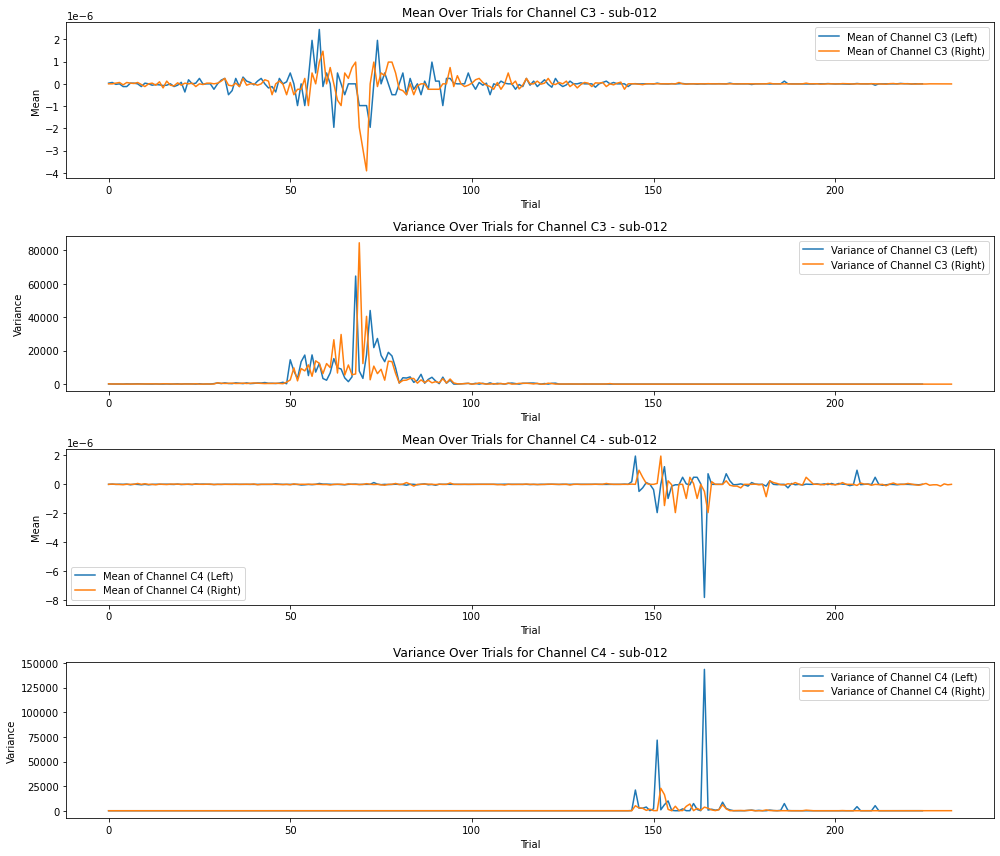 Mean Over Trials for Channel C3 - sub-012
1e−6
Mean of Channel C3 (Left)
Mean of Channel C3 (Right)
2
1
0
−1
−2
−3
−4
Mean
0 50 100 150 200
Trial
Variance Over Trials for Channel C3 - sub-012
Variance of Channel C3 (Left)
Variance of Channel C3 (Right)
80000
60000
40000
20000
0
Variance
0 50 100 150 200
Trial
Mean Over Trials for Channel C4 - sub-012
1e−6
2
0
−2
−4
−6
−8
Mean
Mean of Channel C4 (Left)
Mean of Channel C4 (Right)
0 50 100 150 200
Trial
Variance Over Trials for Channel C4 - sub-012
Variance of Channel C4 (Left)
Variance of Channel C4 (Right)
150000
125000
100000
75000
50000
25000
0
Variance
0 50 100 150 200
Trial